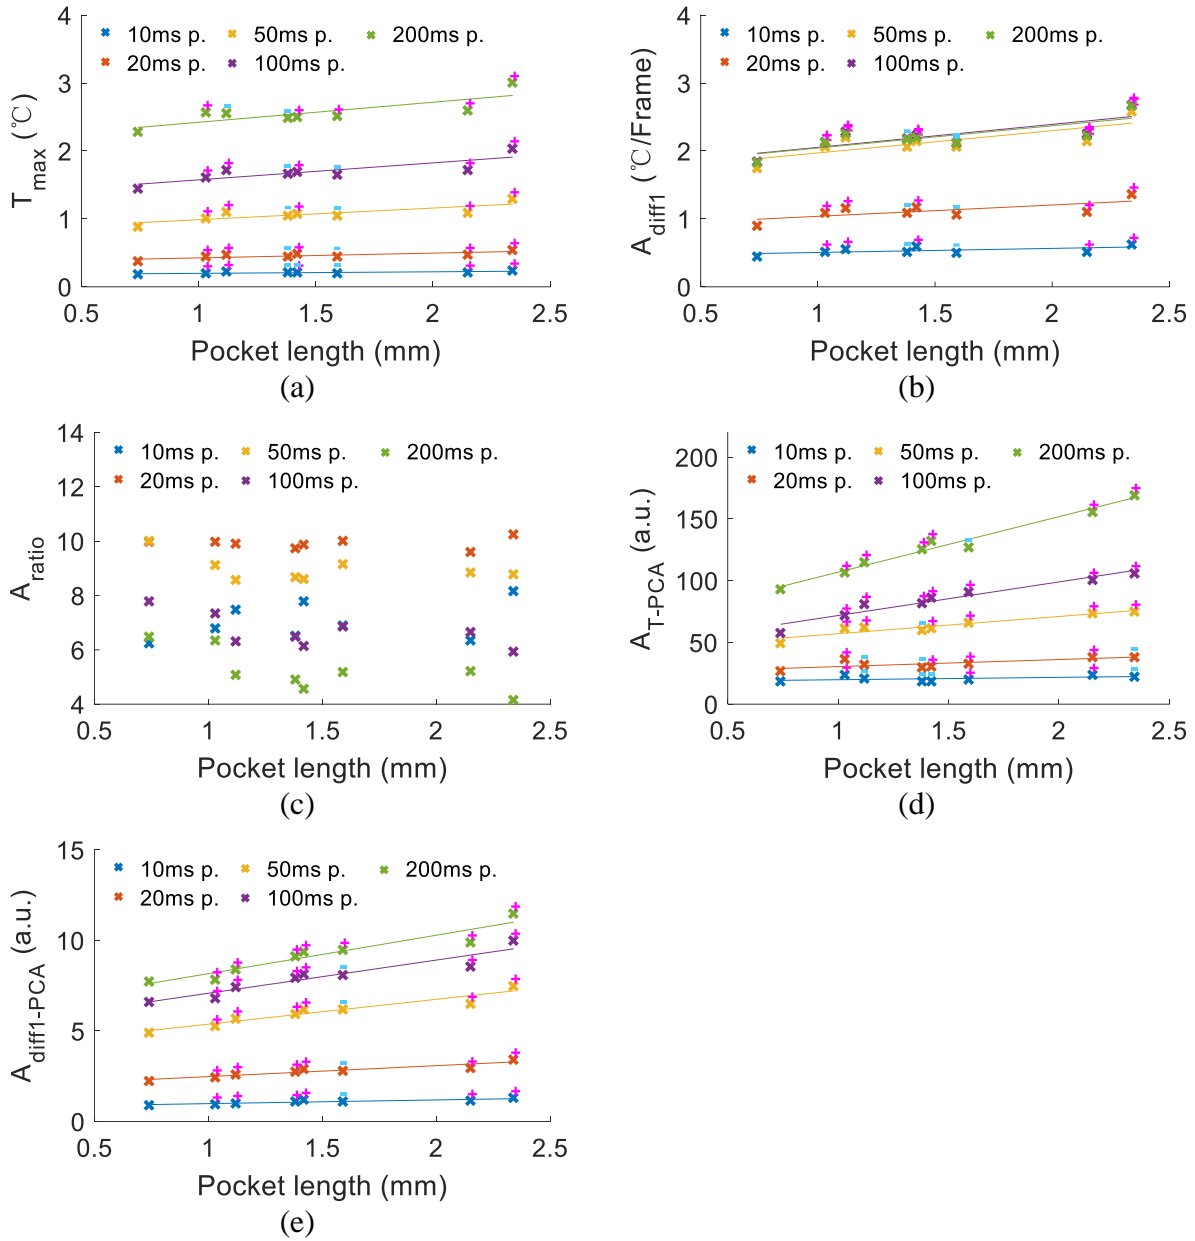 4
3
2
1
0
T_max (℃)
10ms p. 50ms p. 200ms p.
20ms p. 100ms p.
0.5 1 1.5 2 2.5
Pocket length (mm)
(a)
4
3
2
1
0
A_diff1 (℃/Frame)
10ms p. 50ms p. 200ms p.
20ms p. 100ms p.
0.5 1 1.5 2 2.5
Pocket length (mm)
(b)
14
12
10
8
6
4
A_ratio
10ms p. 50ms p. 200ms p.
20ms p. 100ms p.
0.5 1 1.5 2 2.5
Pocket length (mm)
(c)
200
150
100
50
0
A_T-PCA (a.u.)
10ms p. 50ms p. 200ms p.
20ms p. 100ms p.
0.5 1 1.5 2 2.5
Pocket length (mm)
(d)
15
10
5
0
A_diff1-PCA (a.u.)
10ms p. 50ms p. 200ms p.
20ms p. 100ms p.
0.5 1 1.5 2 2.5
Pocket length (mm)
(e)